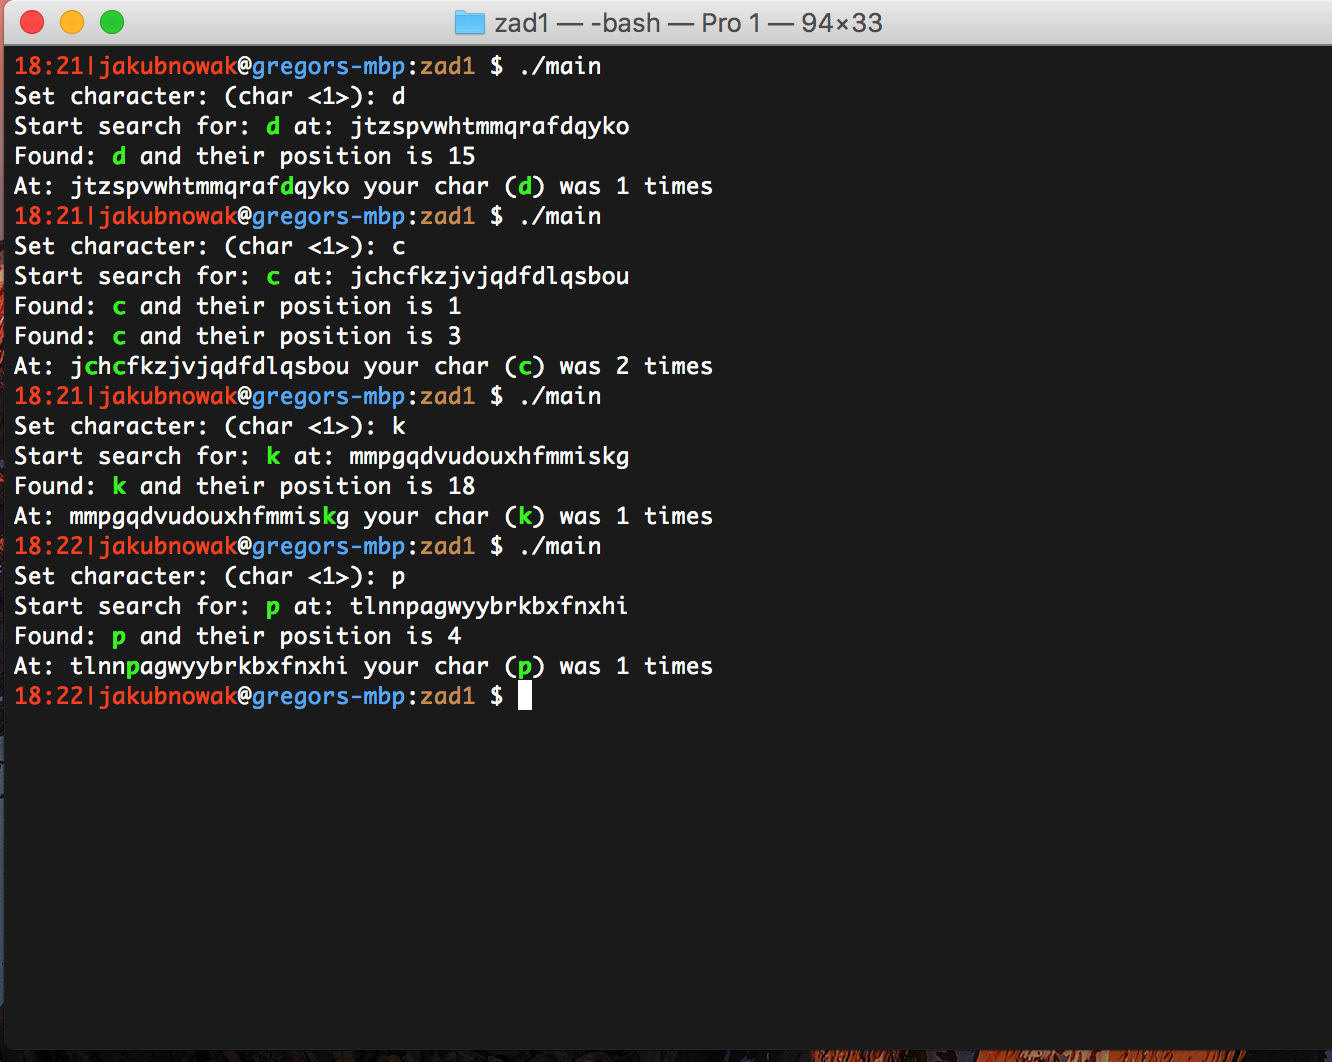 zad1 — -bash — Pro 1 — 94×33
18:21|jakubnowak@gregors-mbp:zad1 $ ./main
Set character: (char <1>): d
Start search for: d at: jtzspvwhtmmqrafdqyko
Found: d and their position is 15
At: jtzspvwhtmmqrafdqyko your char (d) was 1 times
18:21|jakubnowak@gregors-mbp:zad1 $ ./main
Set character: (char <1>): c
Start search for: c at: jchcfkzjvjqdfdlqsbou
Found: c and their position is 1
Found: c and their position is 3
At: jchcfkzjvjqdfdlqsbou your char (c) was 2 times
18:21|jakubnowak@gregors-mbp:zad1 $ ./main
Set character: (char <1>): k
Start search for: k at: mmpgqdvudouxhfmmiskg
Found: k and their position is 18
At: mmpgqdvudouxhfmmiskg your char (k) was 1 times
18:22|jakubnowak@gregors-mbp:zad1 $ ./main
Set character: (char <1>): p
Start search for: p at: tlnnpagwyybrkbxfnxhi
Found: p and their position is 4
At: tlnnpagwyybrkbxfnxhi your char (p) was 1 times
18:22|jakubnowak@gregors-mbp:zad1 $